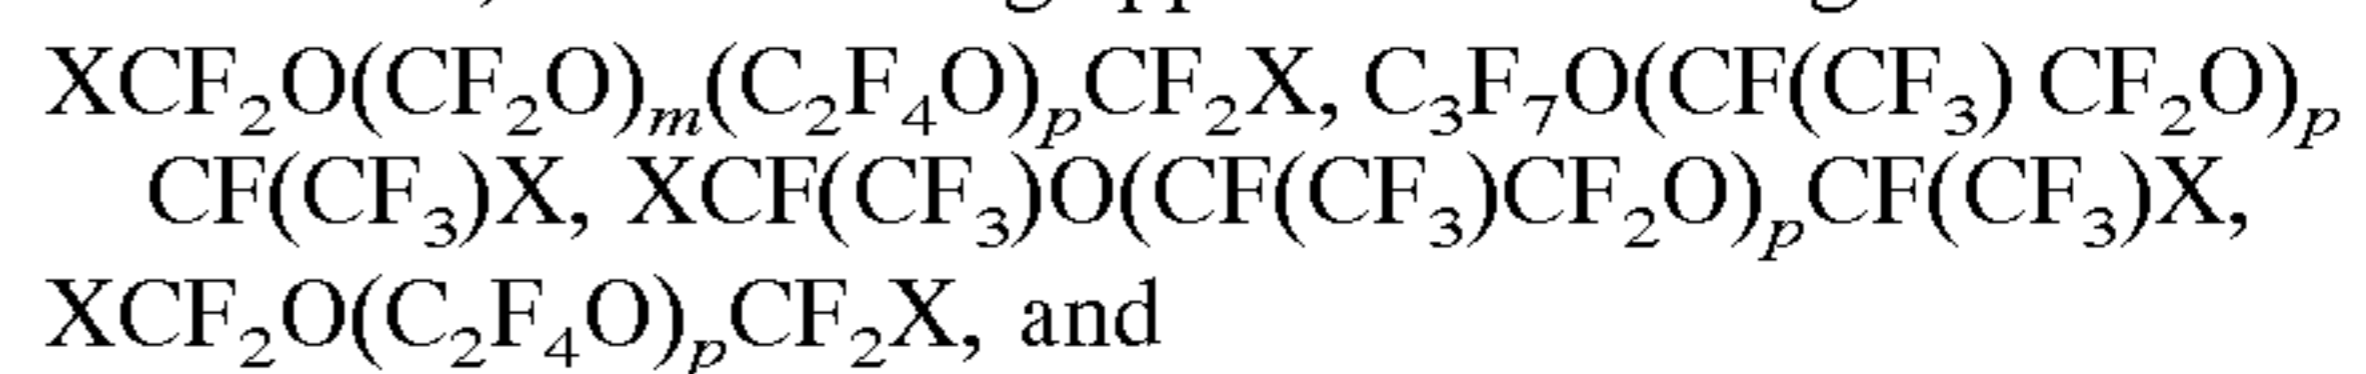 XCF₂O(CF₂O)ₘ(C₂F₄O)ₚCF₂X, C₃F₇O(CF(CF₃) CF₂O)ₚ
CF(CF₃)X, XCF(CF₃)O(CF(CF₃)CF₂O)ₚCF(CF₃)X,
XCF₂O(C₂F₄O)ₚCF₂X, and